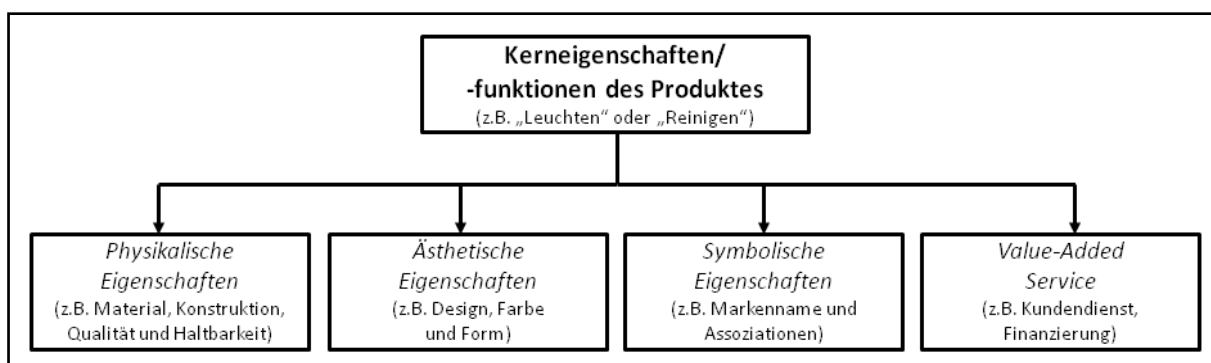 Kerneigenschaften/
-funktionen des Produktes
(z.B. „Leuchten“ oder „Reinigen“)
Physikalische
Eigenschaften
(z.B. Material, Konstruktion,
Qualität und Haltbarkeit)
Ästhetische
Eigenschaften
(z.B. Design, Farbe
und Form)
Symbolische
Eigenschaften
(z.B. Markenname und
Assoziationen)
Value-Added
Service
(z.B. Kundendienst,
Finanzierung)